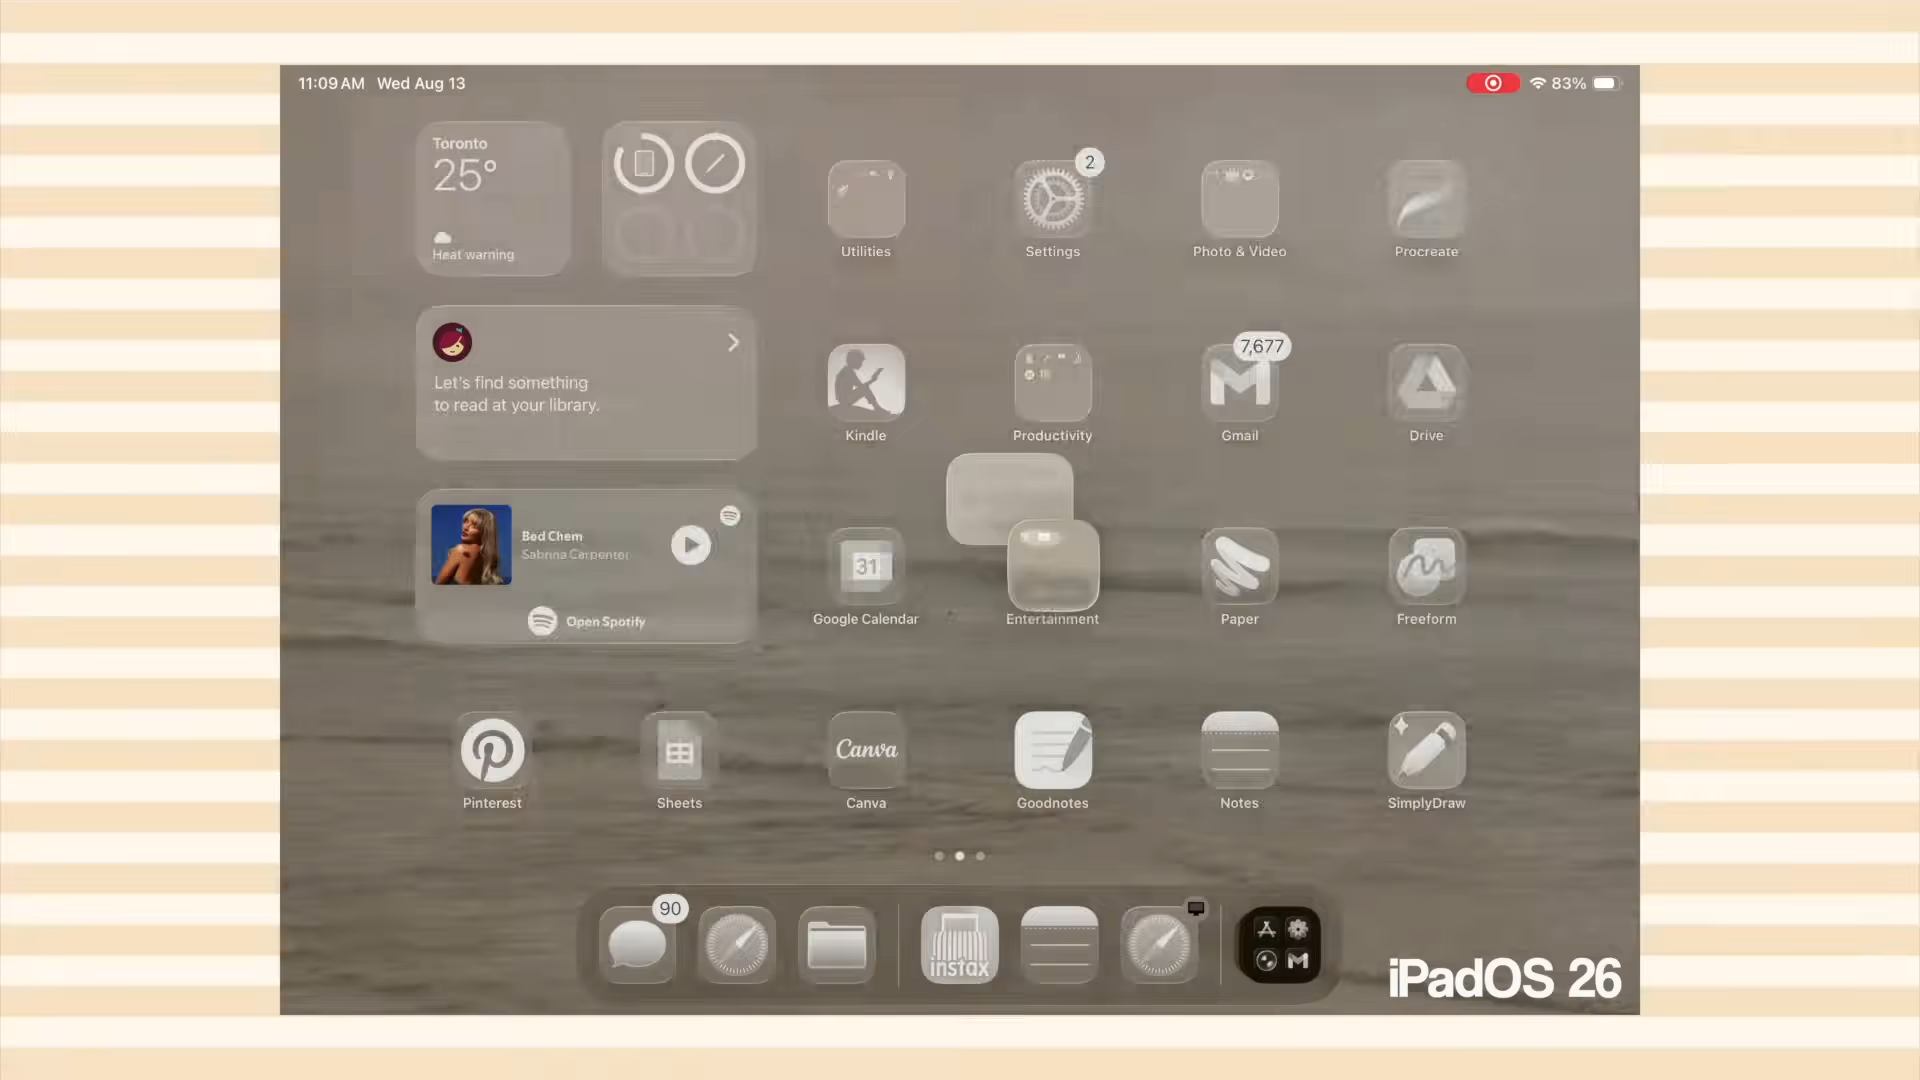 11:09 AM Wed Aug 13
83%
Toronto
25°
Heat warning
Utilities
2
Settings
Photo & Video
Procreate
Let's find something
to read at your library.
Kindle
Productivity
7,677
Gmail
Drive
Bed Chem
Sabrina Carpenter
Open Spotify
31
Google Calendar
Entertainment
Paper
Freeform
Pinterest
Sheets
Canva
Canva
Goodnotes
Notes
SimplyDraw
90
instax
iPadOS 26